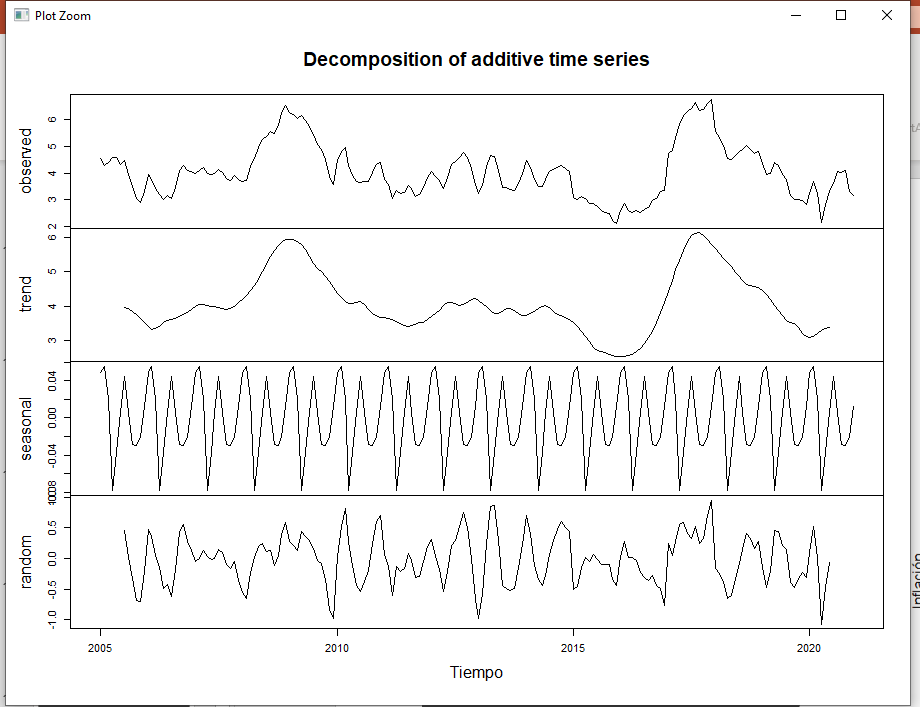 Plot Zoom
Decomposition of additive time series
observed
2 3 4 5 6
trend
3 4 5 6
seasonal
-0.08 -0.04 0.00 0.04
random
-1.0 -0.5 0.0 0.5
2005 2010 2015 2020
Tiempo
Inflación